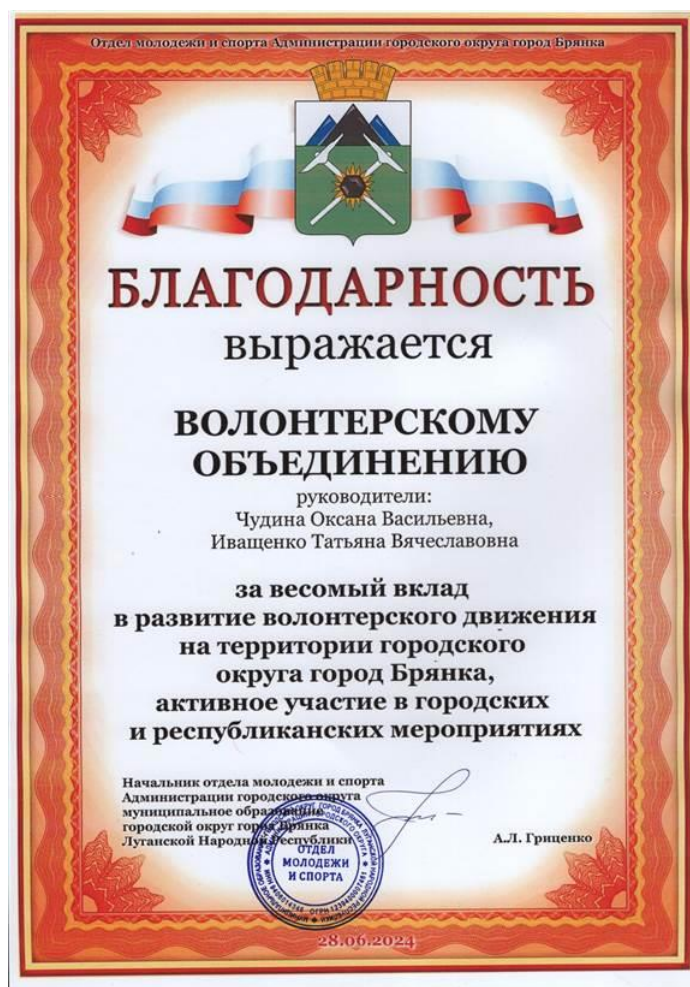 Отдел молодежи и спорта Администрации городского округа город Брянка
БЛАГОДАРНОСТЬ
выражается
ВОЛОНТЕРСКОМУ
ОБЪЕДИНЕНИЮ
руководители:
Чудина Оксана Васильевна,
Иващенко Татьяна Вячеславовна
за весомый вклад
в развитие волонтерского движения
на территории городского
округа город Брянка,
активное участие в городских
и республиканских мероприятиях
Начальник отдела молодежи и спорта
Администрации городского округа
муниципальное образование
городской округ город Брянка
Луганской Народной Республики
А.Л. Гриценко
ОТДЕЛ
МОЛОДЕЖИ
И СПОРТА
28.06.2024